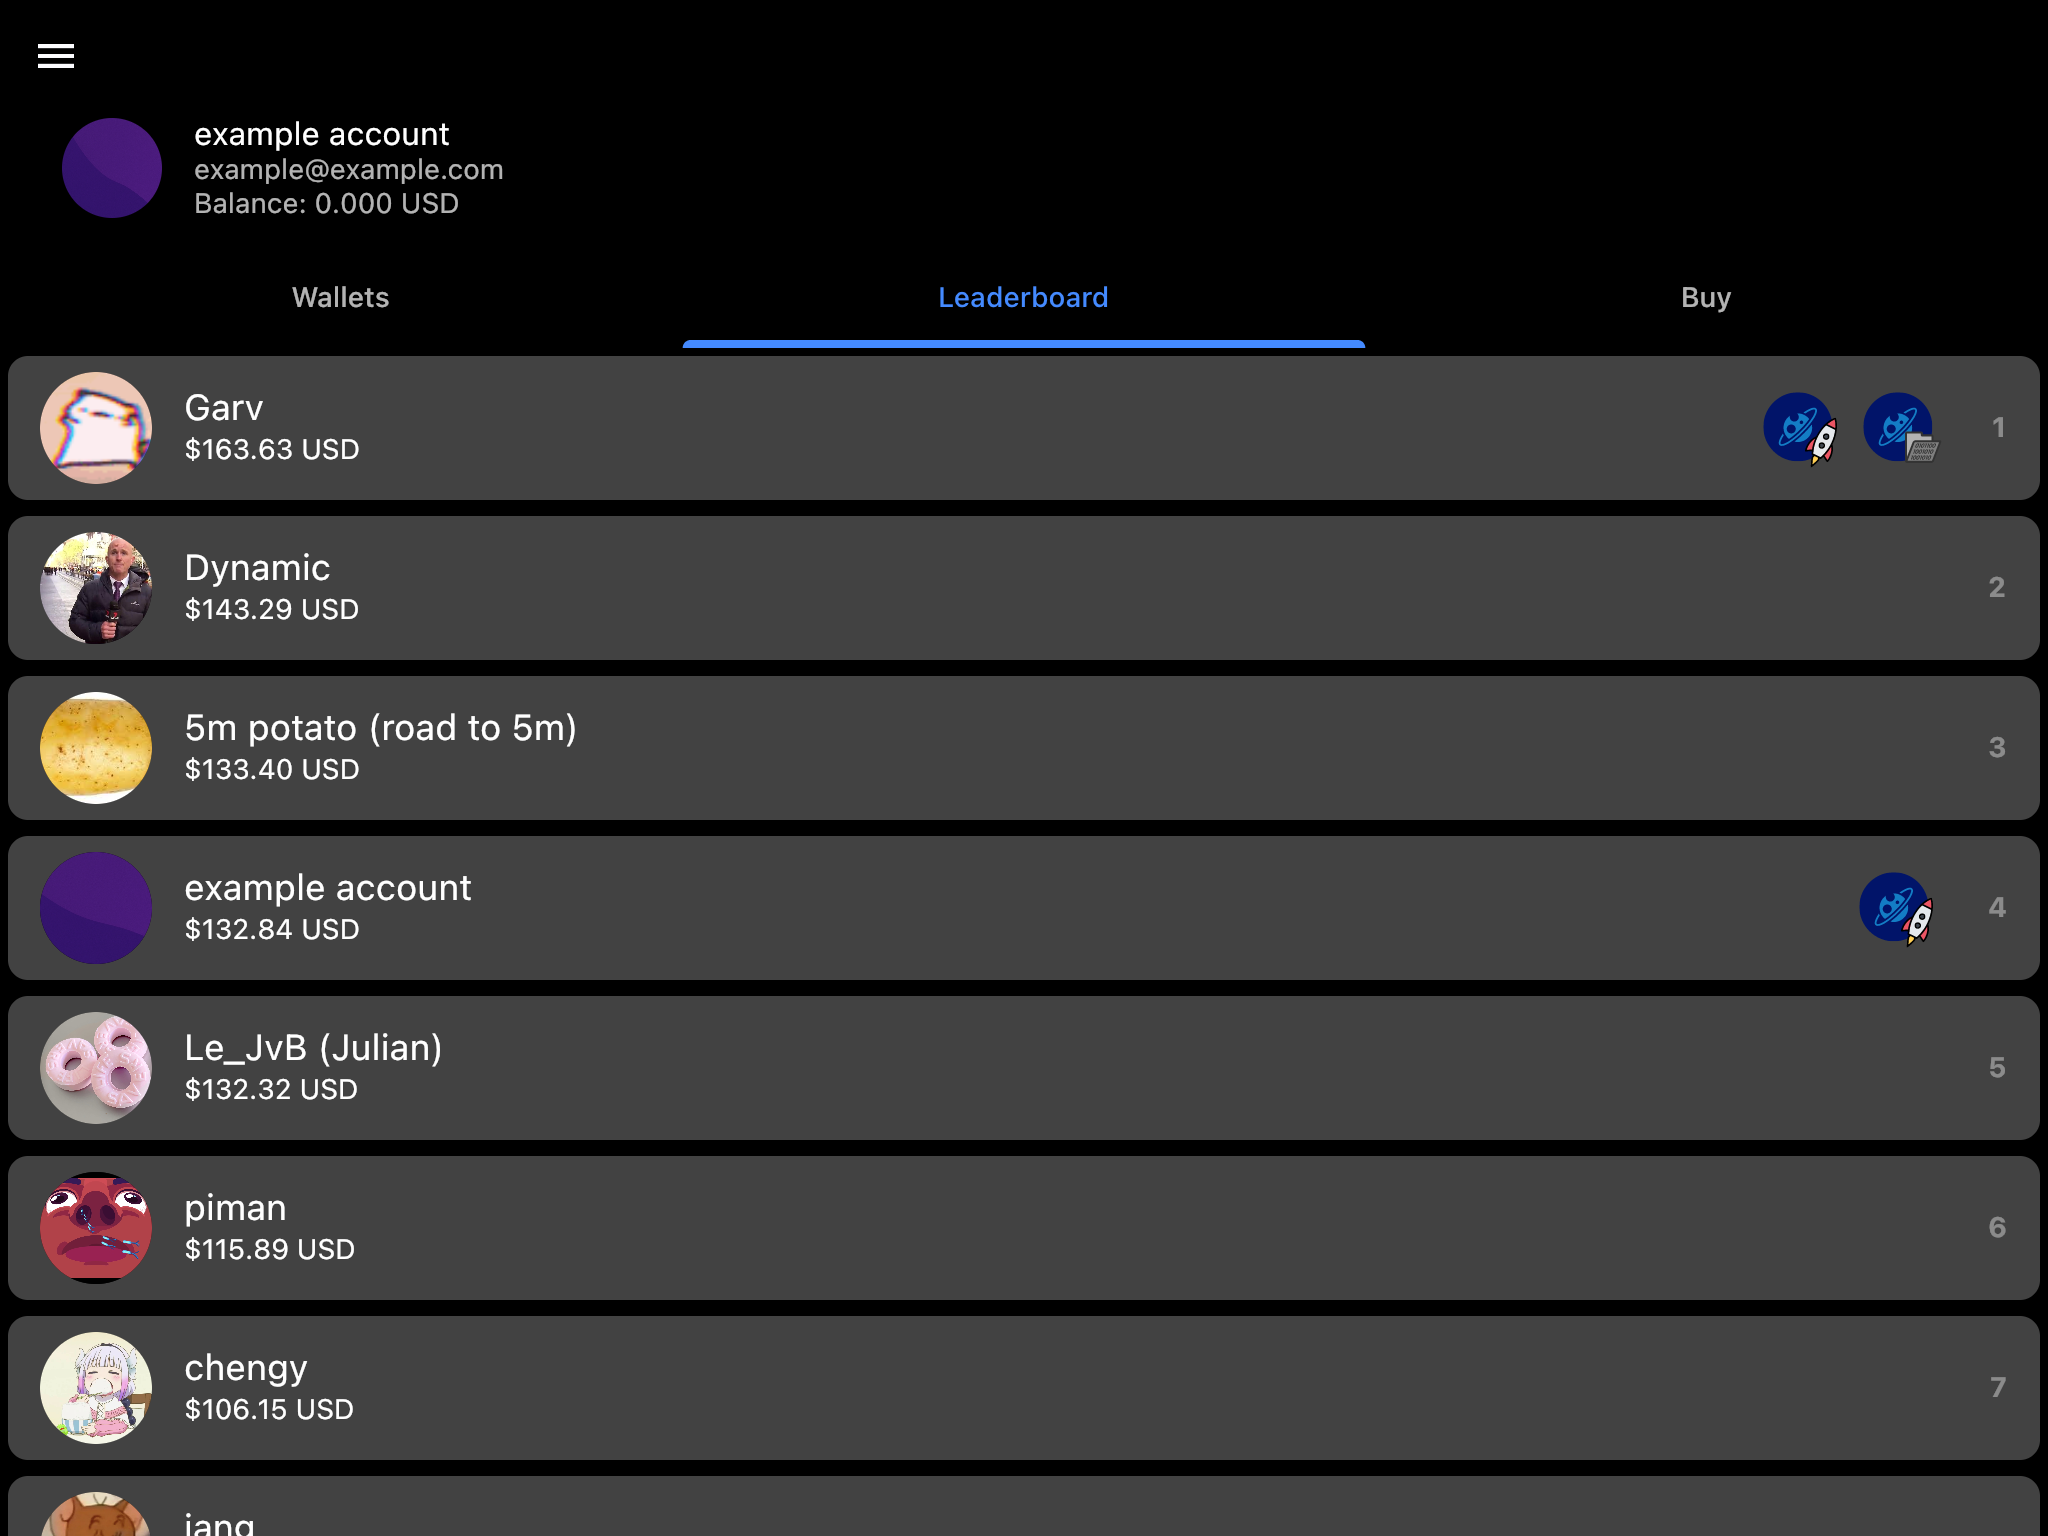 example account
example@example.com
Balance: 0.000 USD
Wallets
Leaderboard
Buy
Garv
$163.63 USD
1
Dynamic
$143.29 USD
2
5m potato (road to 5m)
$133.40 USD
3
example account
$132.84 USD
4
Le_JvB (Julian)
$132.32 USD
5
piman
$115.89 USD
6
chengy
$106.15 USD
7